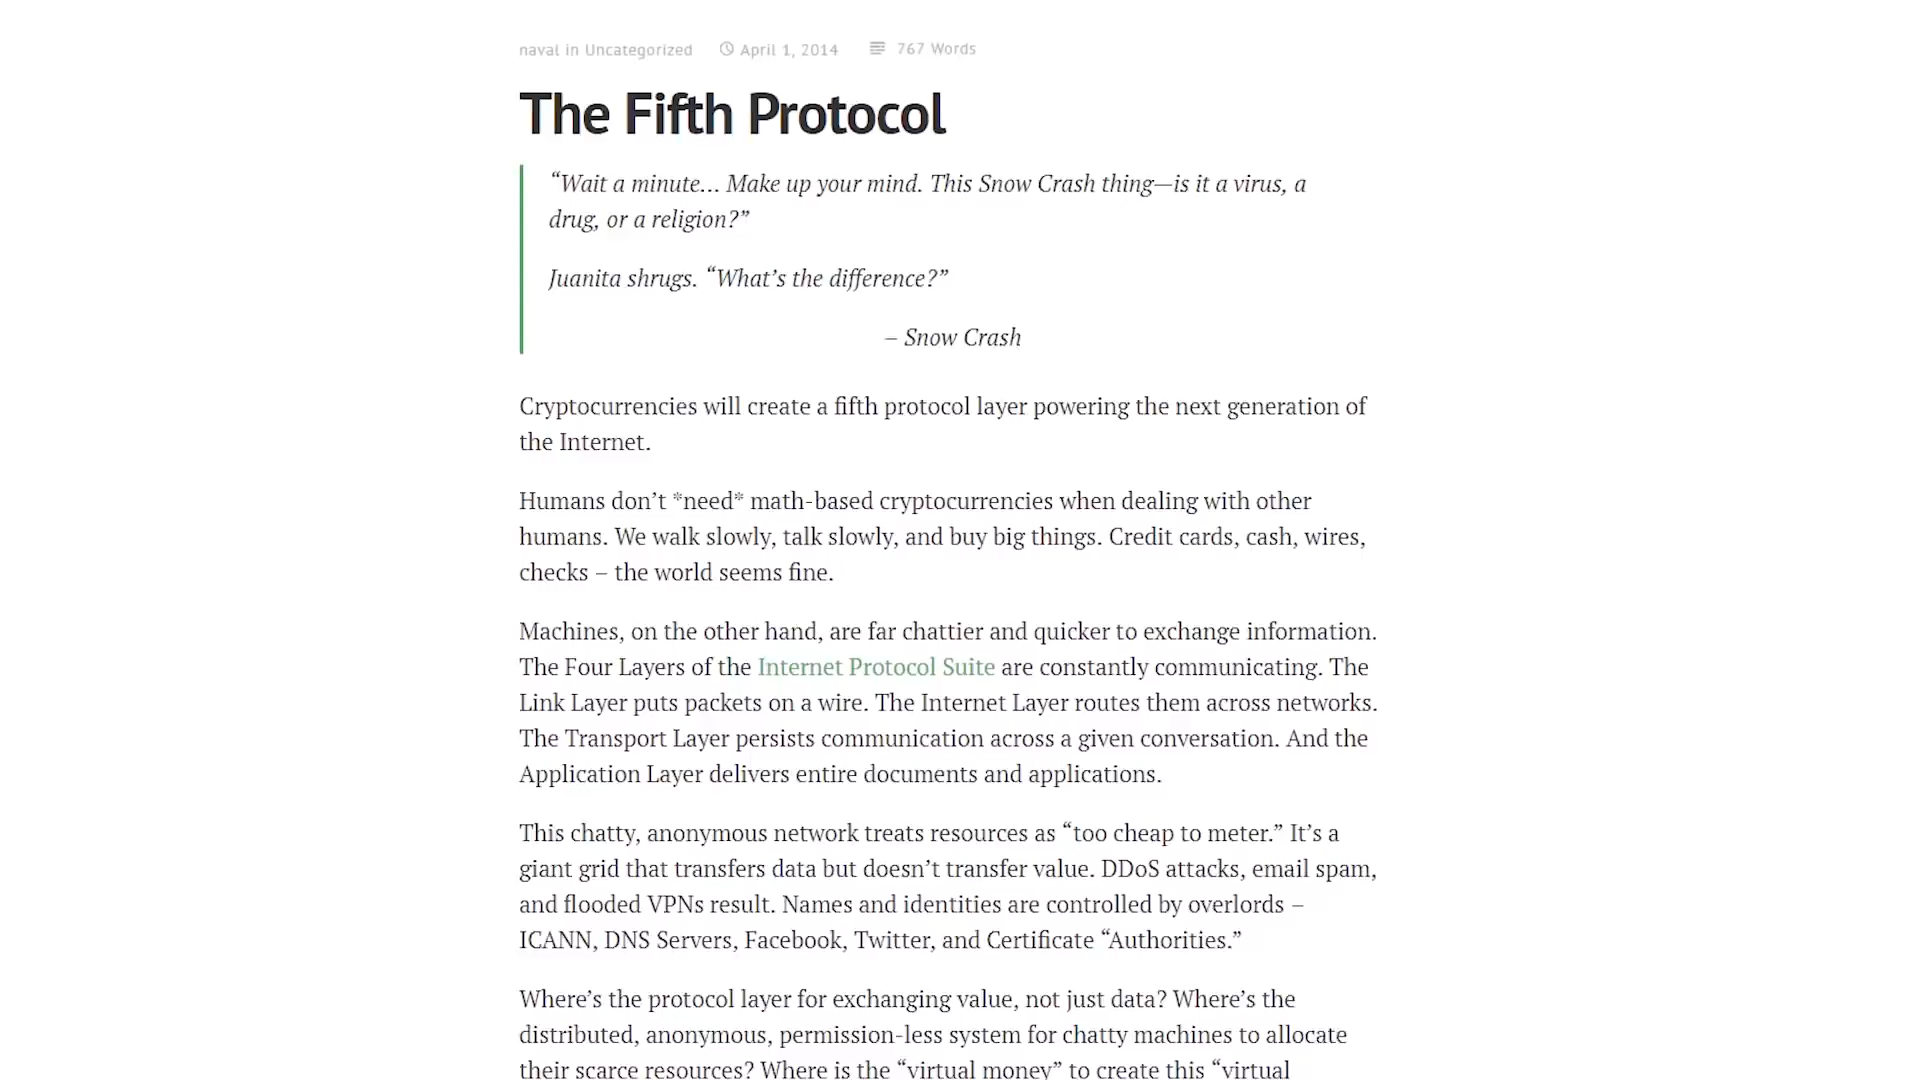 naval in Uncategorized April 1, 2014 767 Words
The Fifth Protocol
“Wait a minute… Make up your mind. This Snow Crash thing—is it a virus, a
drug, or a religion?”
Juanita shrugs. “What’s the difference?”
– Snow Crash
Cryptocurrencies will create a fifth protocol layer powering the next generation of
the Internet.
Humans don’t *need* math-based cryptocurrencies when dealing with other
humans. We walk slowly, talk slowly, and buy big things. Credit cards, cash, wires,
checks – the world seems fine.
Machines, on the other hand, are far chattier and quicker to exchange information.
The Four Layers of the Internet Protocol Suite are constantly communicating. The
Link Layer puts packets on a wire. The Internet Layer routes them across networks.
The Transport Layer persists communication across a given conversation. And the
Application Layer delivers entire documents and applications.
This chatty, anonymous network treats resources as “too cheap to meter.” It’s a
giant grid that transfers data but doesn’t transfer value. DDoS attacks, email spam,
and flooded VPNs result. Names and identities are controlled by overlords –
ICANN, DNS Servers, Facebook, Twitter, and Certificate “Authorities.”
Where’s the protocol layer for exchanging value, not just data? Where’s the
distributed, anonymous, permission-less system for chatty machines to allocate
their scarce resources? Where is the “virtual money” to create this “virtual